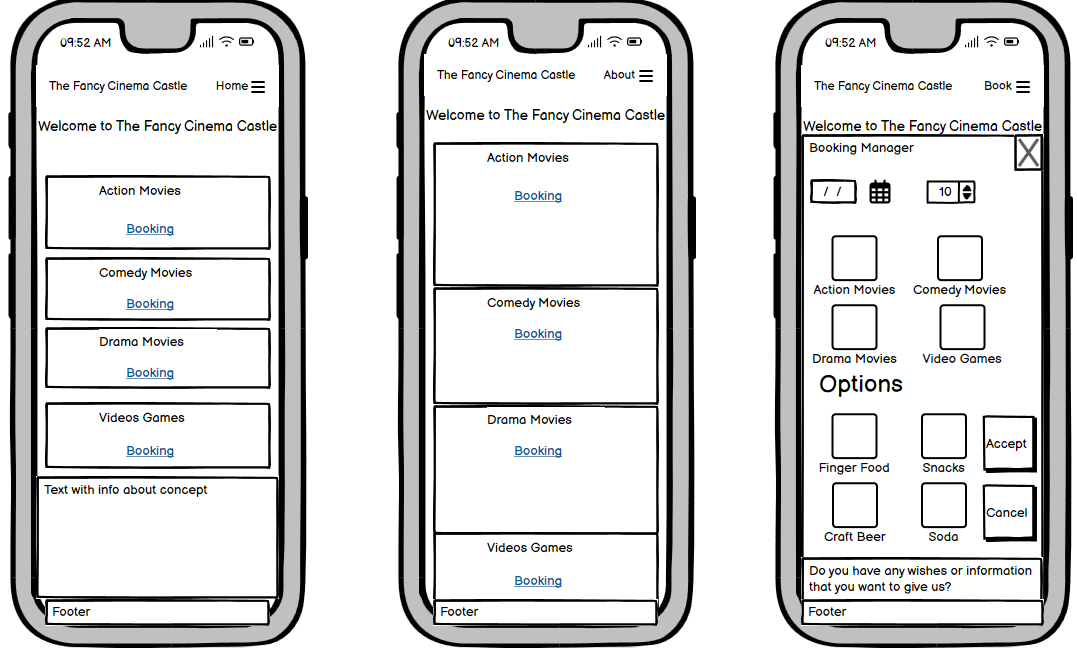 09:52 AM
The Fancy Cinema Castle Home
Welcome to The Fancy Cinema Castle
Action Movies
Booking
Comedy Movies
Booking
Drama Movies
Booking
Videos Games
Booking
Text with info about concept
Footer
09:52 AM
The Fancy Cinema Castle About
Welcome to The Fancy Cinema Castle
Action Movies
Booking
Comedy Movies
Booking
Drama Movies
Booking
Videos Games
Booking
Footer
09:52 AM
The Fancy Cinema Castle Book
Welcome to The Fancy Cinema Castle
Booking Manager
/ / 10
Action Movies Comedy Movies
Drama Movies Video Games
Options
Accept
Finger Food Snacks
Cancel
Craft Beer Soda
Do you have any wishes or information
that you want to give us?
Footer